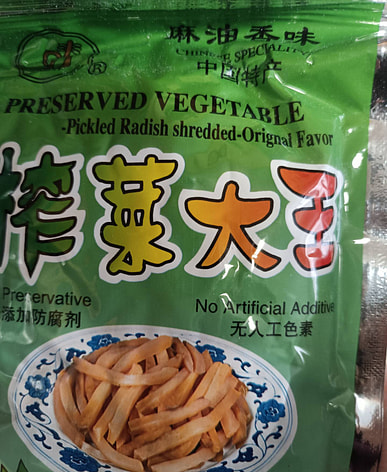 麻油香味
CHINESE SPECIALITY
中国特产
PRESERVED VEGETABLE
-Pickled Radish shredded-Orignal Favor
榨菜大王
Preservative
No Artificial Additive
添加防腐剂
无人工色素